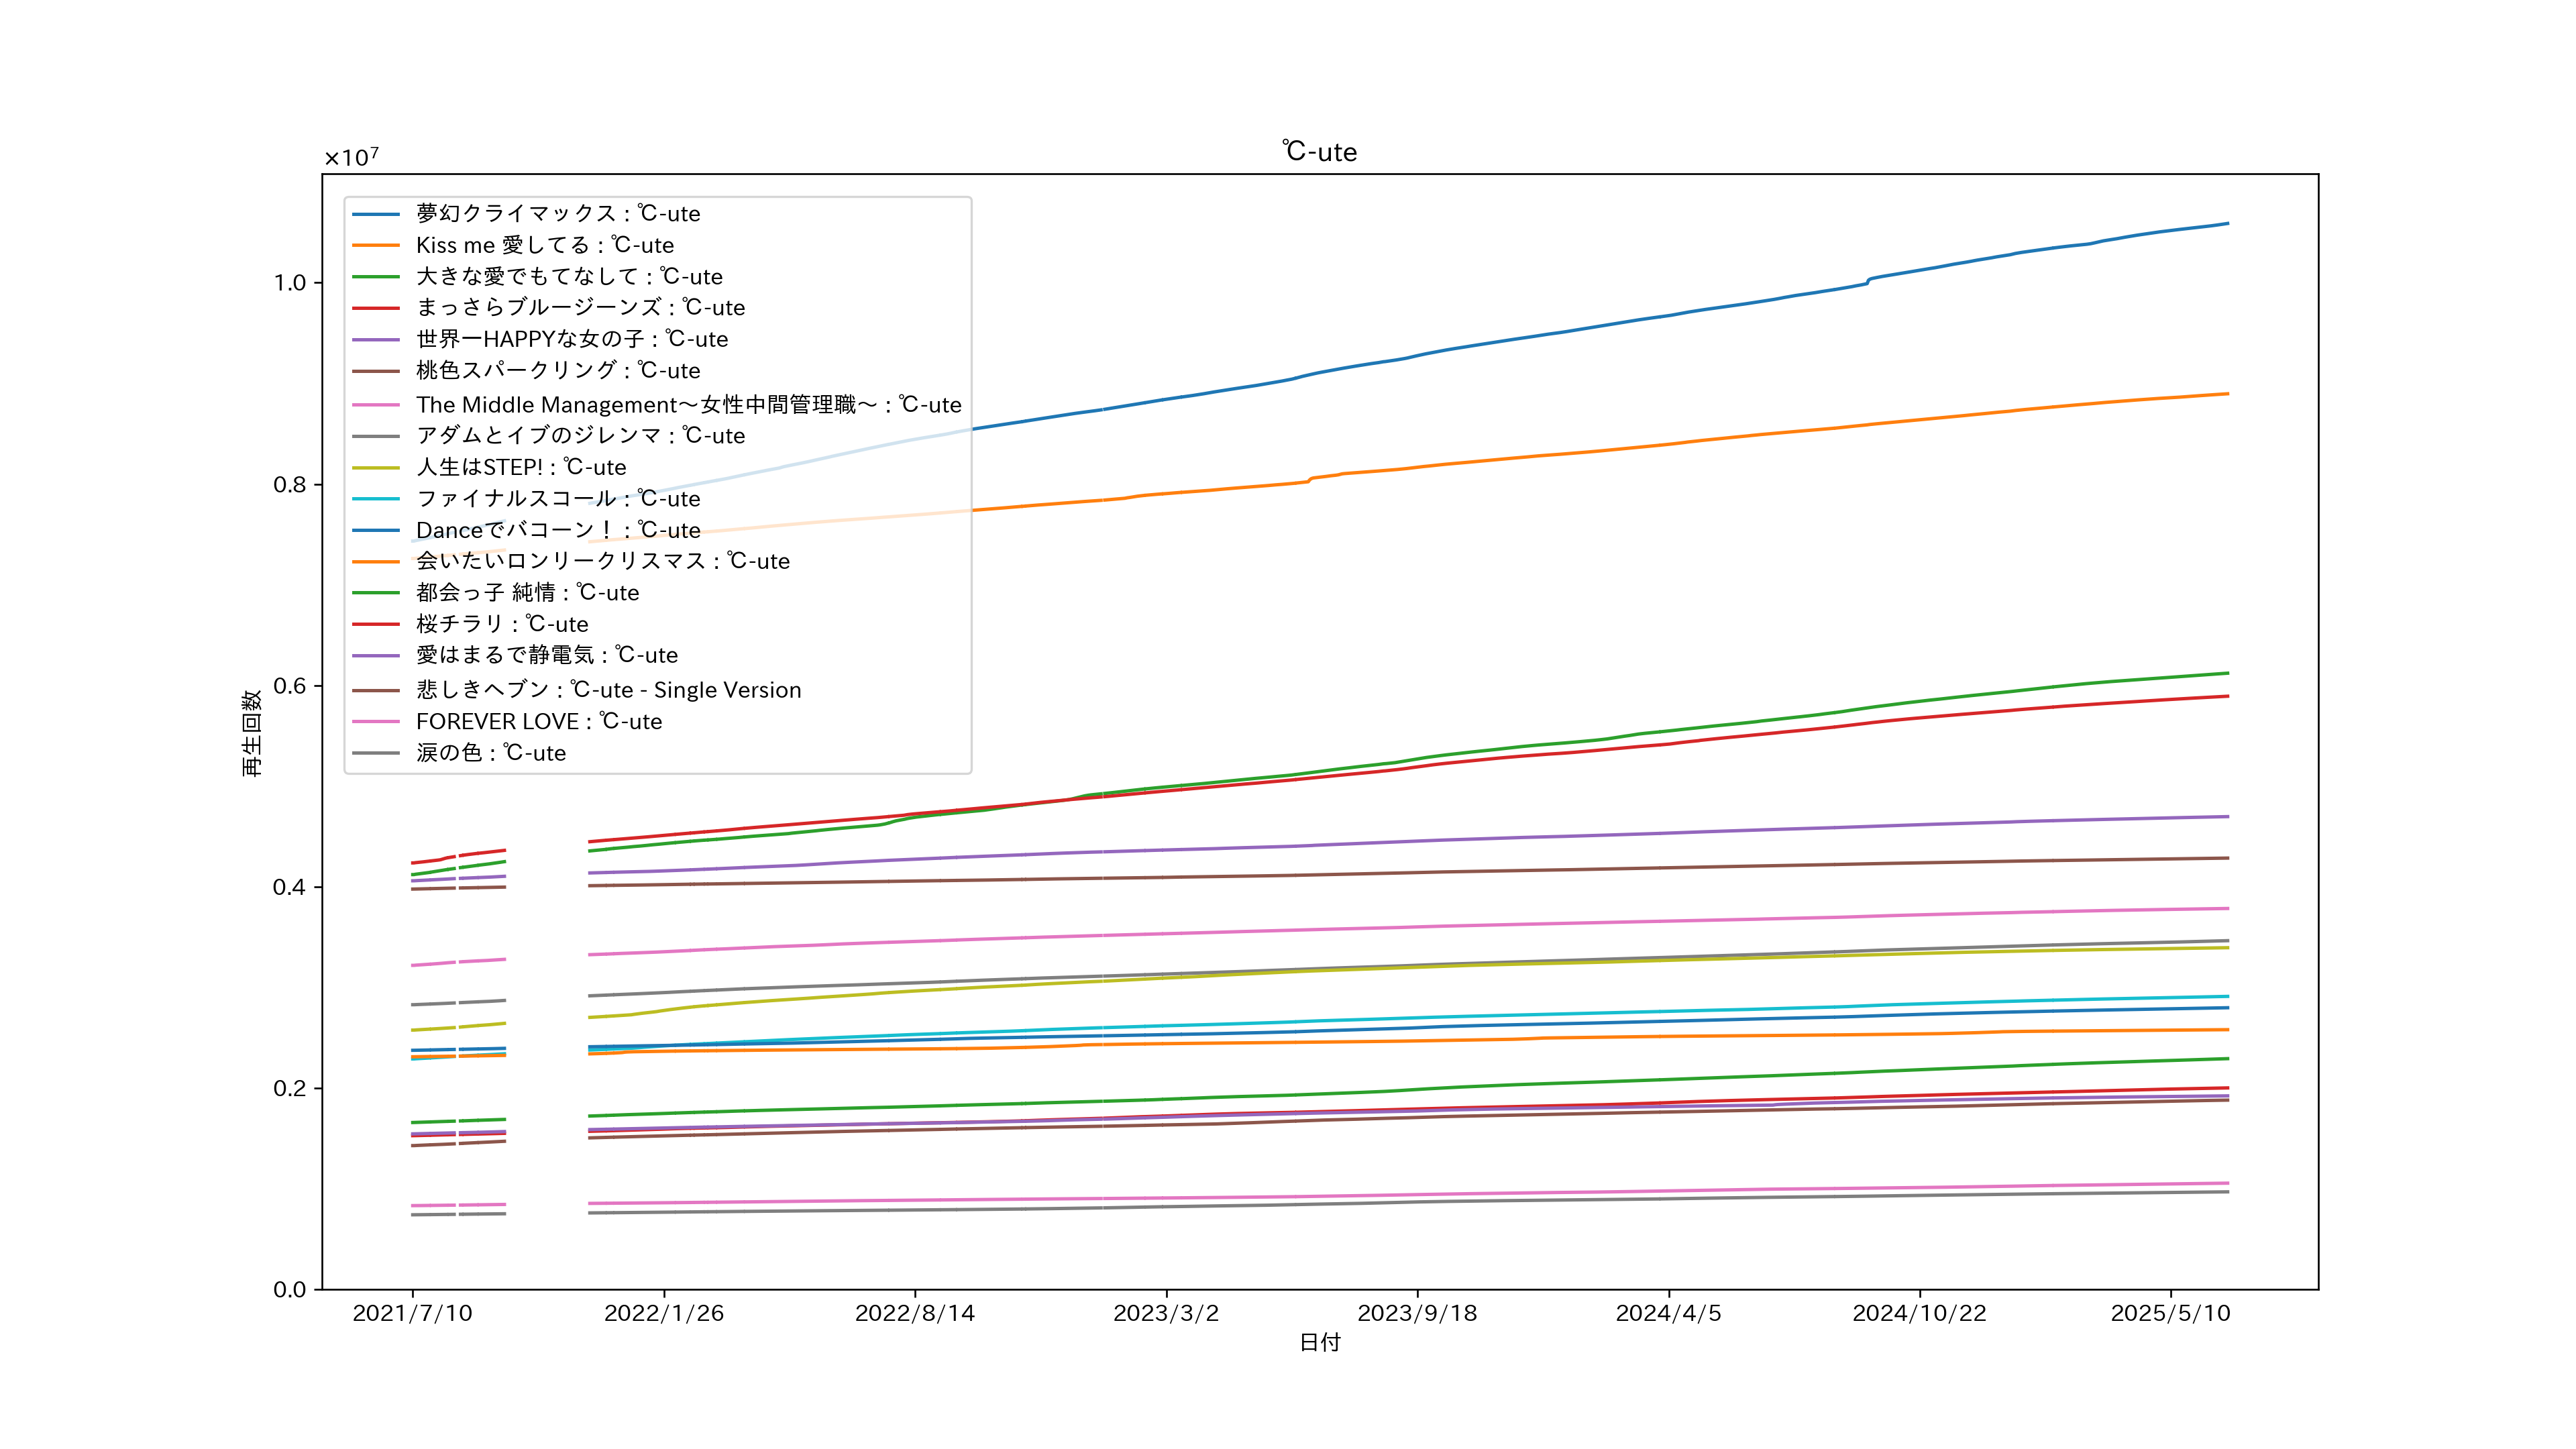 ℃-ute
×10⁷
夢幻クライマックス : ℃-ute
Kiss me 愛してる : ℃-ute
大きな愛でもてなして : ℃-ute
まっさらブルージーンズ : ℃-ute
世界一HAPPYな女の子 : ℃-ute
桃色スパークリング : ℃-ute
The Middle Management～女性中間管理職～ : ℃-ute
アダムとイブのジレンマ : ℃-ute
人生はSTEP! : ℃-ute
ファイナルスコール : ℃-ute
Danceでバコーン！ : ℃-ute
会いたいロンリークリスマス : ℃-ute
都会っ子 純情 : ℃-ute
桜チラリ : ℃-ute
愛はまるで静電気 : ℃-ute
悲しきヘブン : ℃-ute - Single Version
FOREVER LOVE : ℃-ute
涙の色 : ℃-ute
1.0
0.8
0.6
0.4
0.2
0.0
再生回数
2021/7/10 2022/1/26 2022/8/14 2023/3/2 2023/9/18 2024/4/5 2024/10/22 2025/5/10
日付